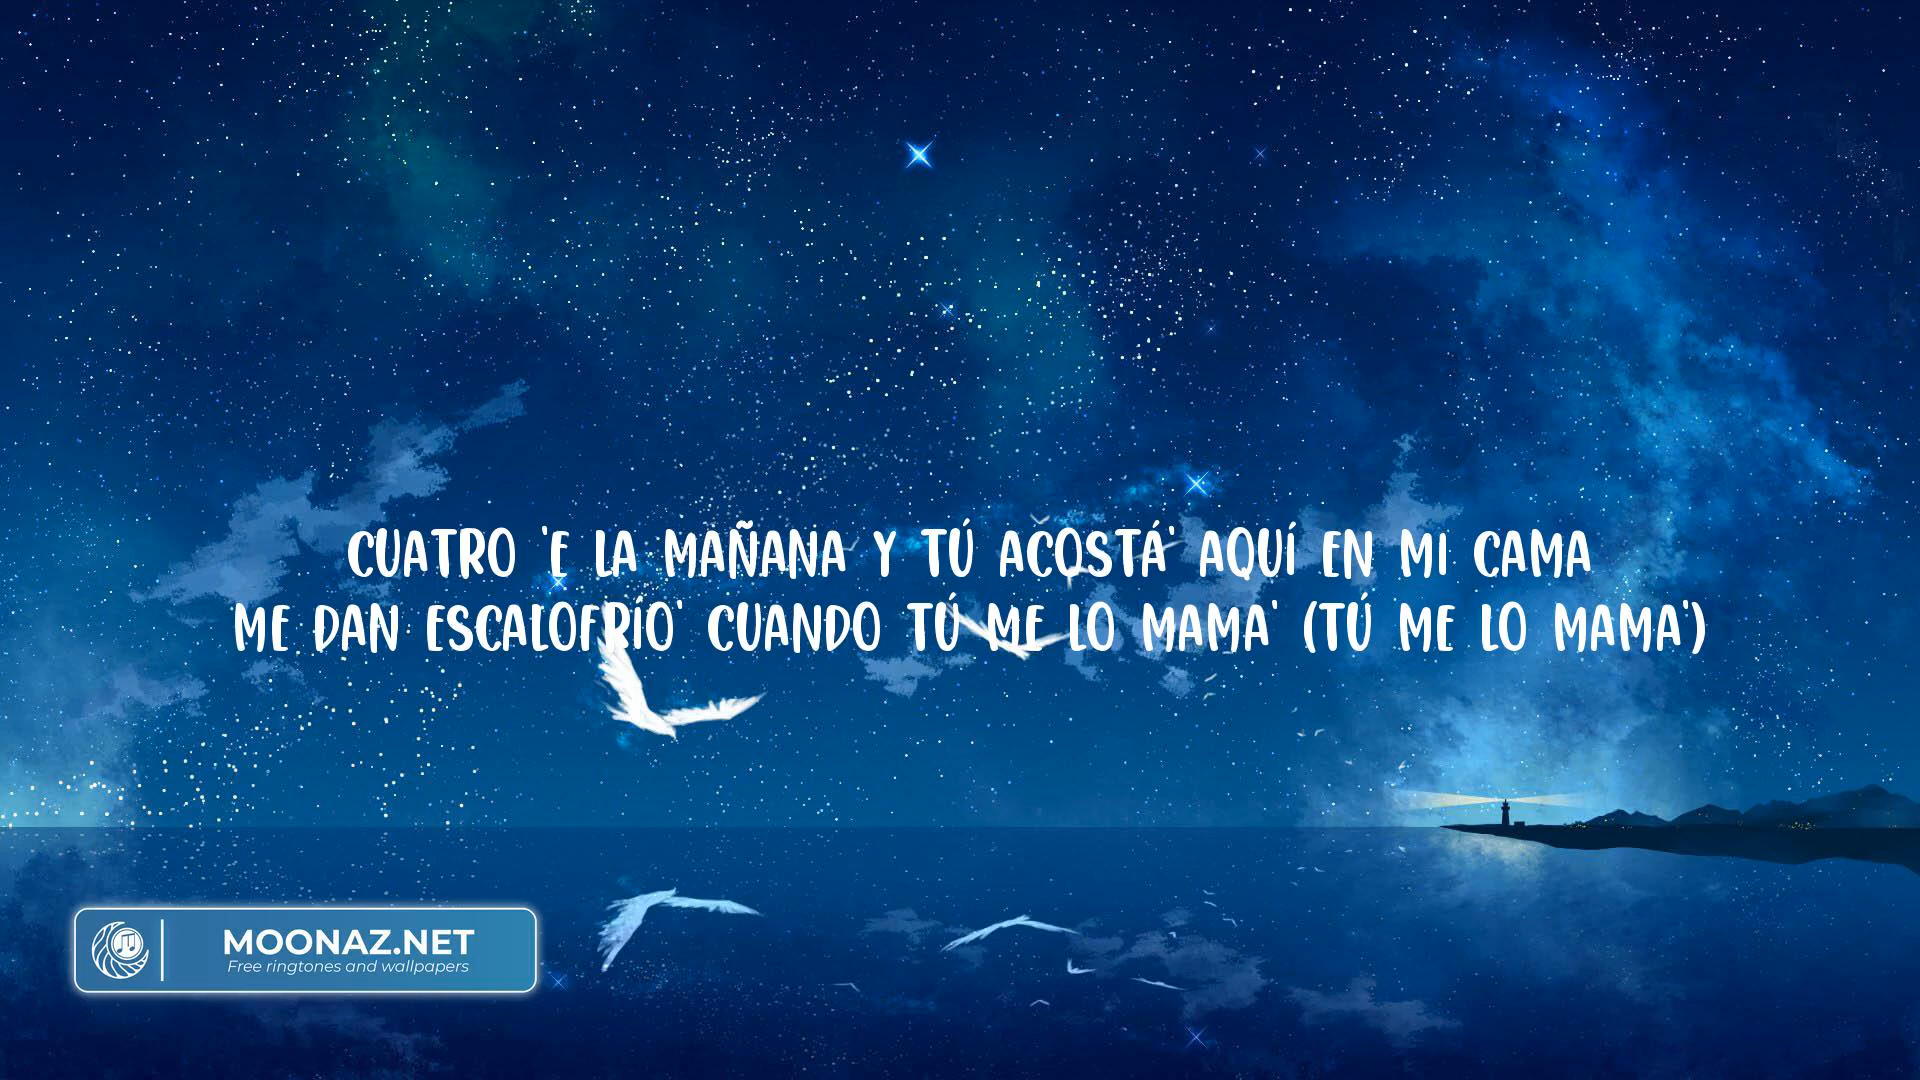 CUATRO 'E LA MAÑANA Y TÚ ACOSTÁ' AQUÍ EN MI CAMA
ME DAN ESCALOFRÍO' CUANDO TÚ ME LO MAMA' (TÚ ME LO MAMA')
MOONAZ.NET
Free ringtones and wallpapers